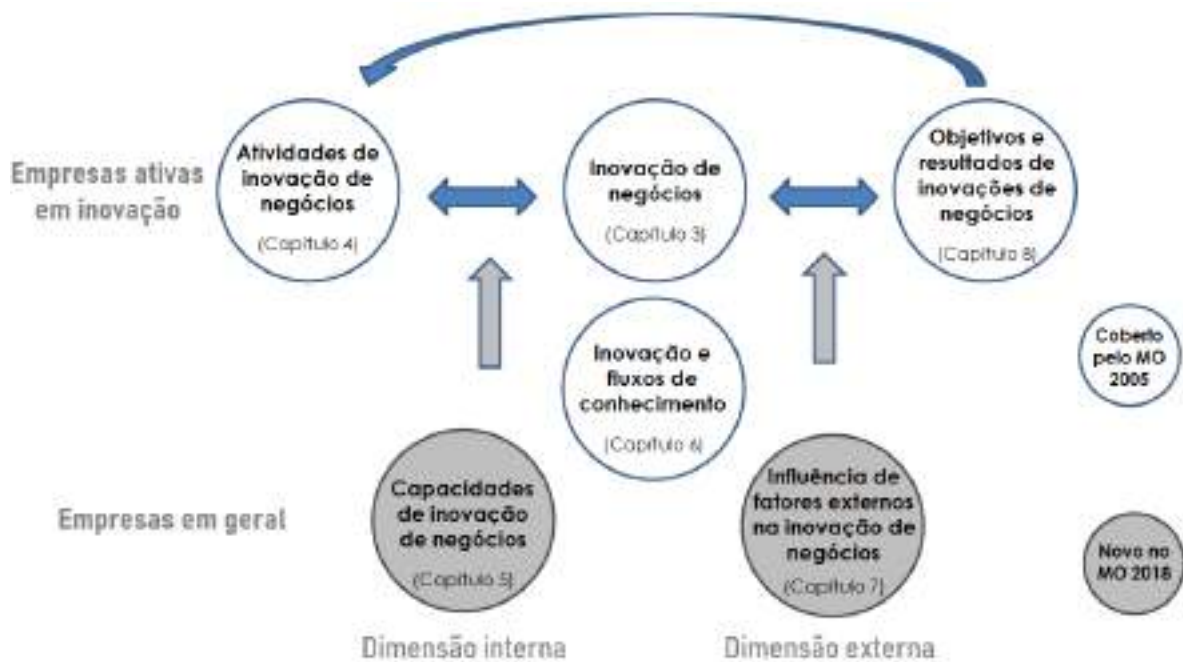 Empresas ativas
em inovação
Atividades de
inovação de
negócios
(Capítulo 4)
Inovação de
negócios
(Capítulo 3)
Objetivos e
resultados de
inovações de
negócios
(Capítulo 8)
Inovação e
fluxos de
conhecimento
(Capítulo 6)
Coberto
pelo MO
2005
Empresas em geral
Capacidades
de inovação
de negócios
(Capítulo 5)
Influência de
fatores externos
na inovação de
negócios
(Capítulo 7)
Novo no
MO 2018
Dimensão interna
Dimensão externa